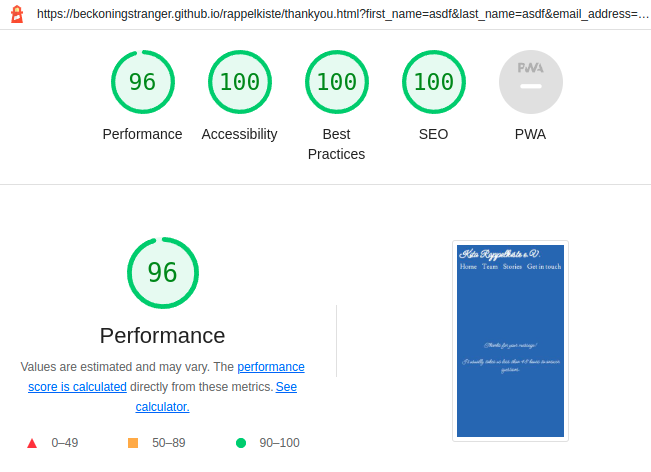 https://beckoningstranger.github.io/rappelkiste/thankyou.html?first_name=asdf&last_name=asdf&email_address=...
96
100
100
100
PWA
Performance
Accessibility
Best
Practices
SEO
PWA
96
Performance
Values are estimated and may vary. The performance
score is calculated directly from these metrics. See
calculator.
0–49
50–89
90–100
Kita Rappelkiste e.V.
Home Team Stories Get in touch
Thanks for your message!
It usually takes us less than 48 hours to answer
questions.